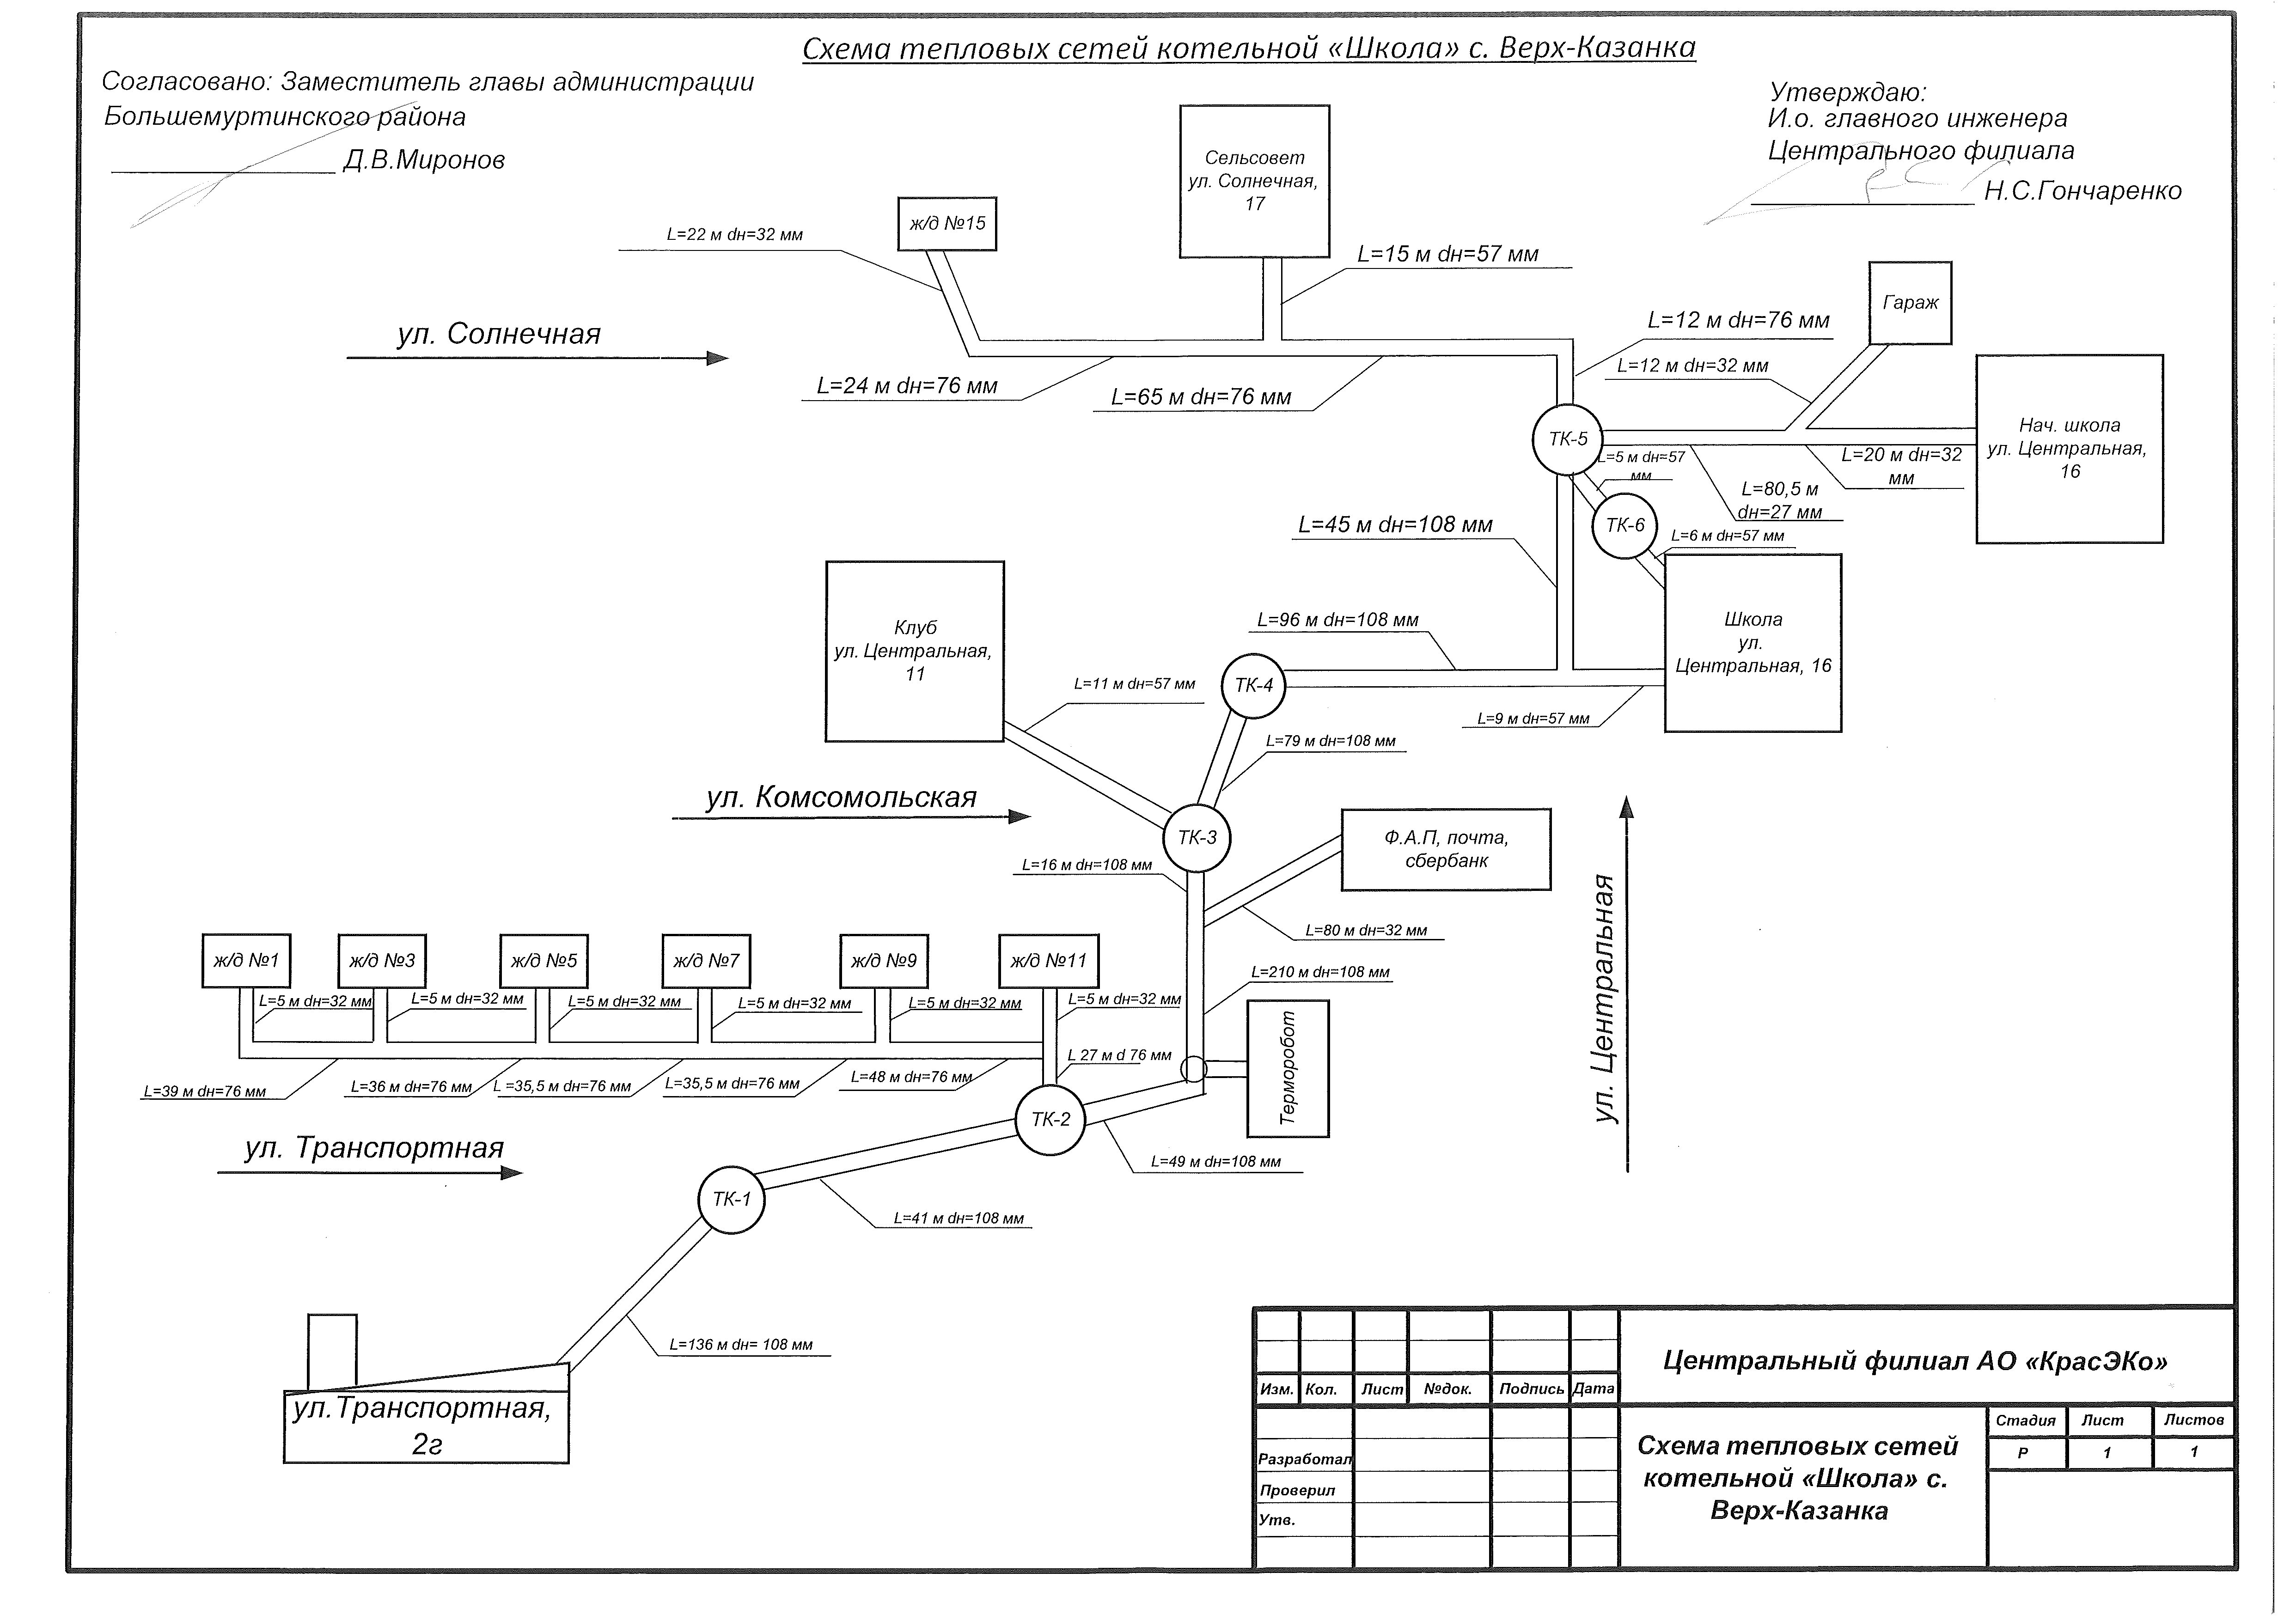 Схема тепловых сетей котельной «Школа» с. Верх-Казанка
Согласовано: Заместитель главы администрации
Большемуртинского района
Д.В.Миронов
Утверждаю:
И.о. главного инженера
Центрального филиала
Н.С.Гончаренко
Сельсовет
ул. Солнечная,
17
ж/д №15
L=22 м dн=32 мм
L=15 м dн=57 мм
Гараж
ул. Солнечная
L=12 м dн=76 мм
L=12 м dн=32 мм
L=24 м dн=76 мм
L=65 м dн=76 мм
ТК-5
Нач. школа
ул. Центральная,
16
L=5 м dн=57
мм
L=20 м dн=32
мм
L=80,5 м
dн=27 мм
L=45 м dн=108 мм
ТК-6
L=6 м dн=57 мм
Клуб
ул. Центральная,
11
L=96 м dн=108 мм
Школа
ул.
Центральная, 16
L=11 м dн=57 мм
ТК-4
L=9 м dн=57 мм
L=79 м dн=108 мм
ул. Комсомольская
ТК-3
Ф.А.П, почта,
сбербанк
L=16 м dн=108 мм
L=80 м dн=32 мм
ул. Центральная
ж/д №1
ж/д №3
ж/д №5
ж/д №7
ж/д №9
ж/д №11
L=210 м dн=108 мм
L=5 м dн=32 мм
L=5 м dн=32 мм
L=5 м dн=32 мм
L=5 м dн=32 мм
L=5 м dн=32 мм
L=5 м dн=32 мм
Терморобот
L 27 м d 76 мм
L=39 м dн=76 мм
L=36 м dн=76 мм
L =35,5 м dн=76 мм
L=35,5 м dн=76 мм
L=48 м dн=76 мм
ТК-2
ул. Транспортная
L=49 м dн=108 мм
ТК-1
L=41 м dн=108 мм
L=136 м dн= 108 мм
ул.Транспортная,
2г
Центральный филиал АО «КрасЭКо»
Изм. Кол. Лист №док. Подпись Дата
Схема тепловых сетей
котельной «Школа» с.
Верх-Казанка
Стадия Лист Листов
Р 1 1
Разработал
Проверил
Утв.